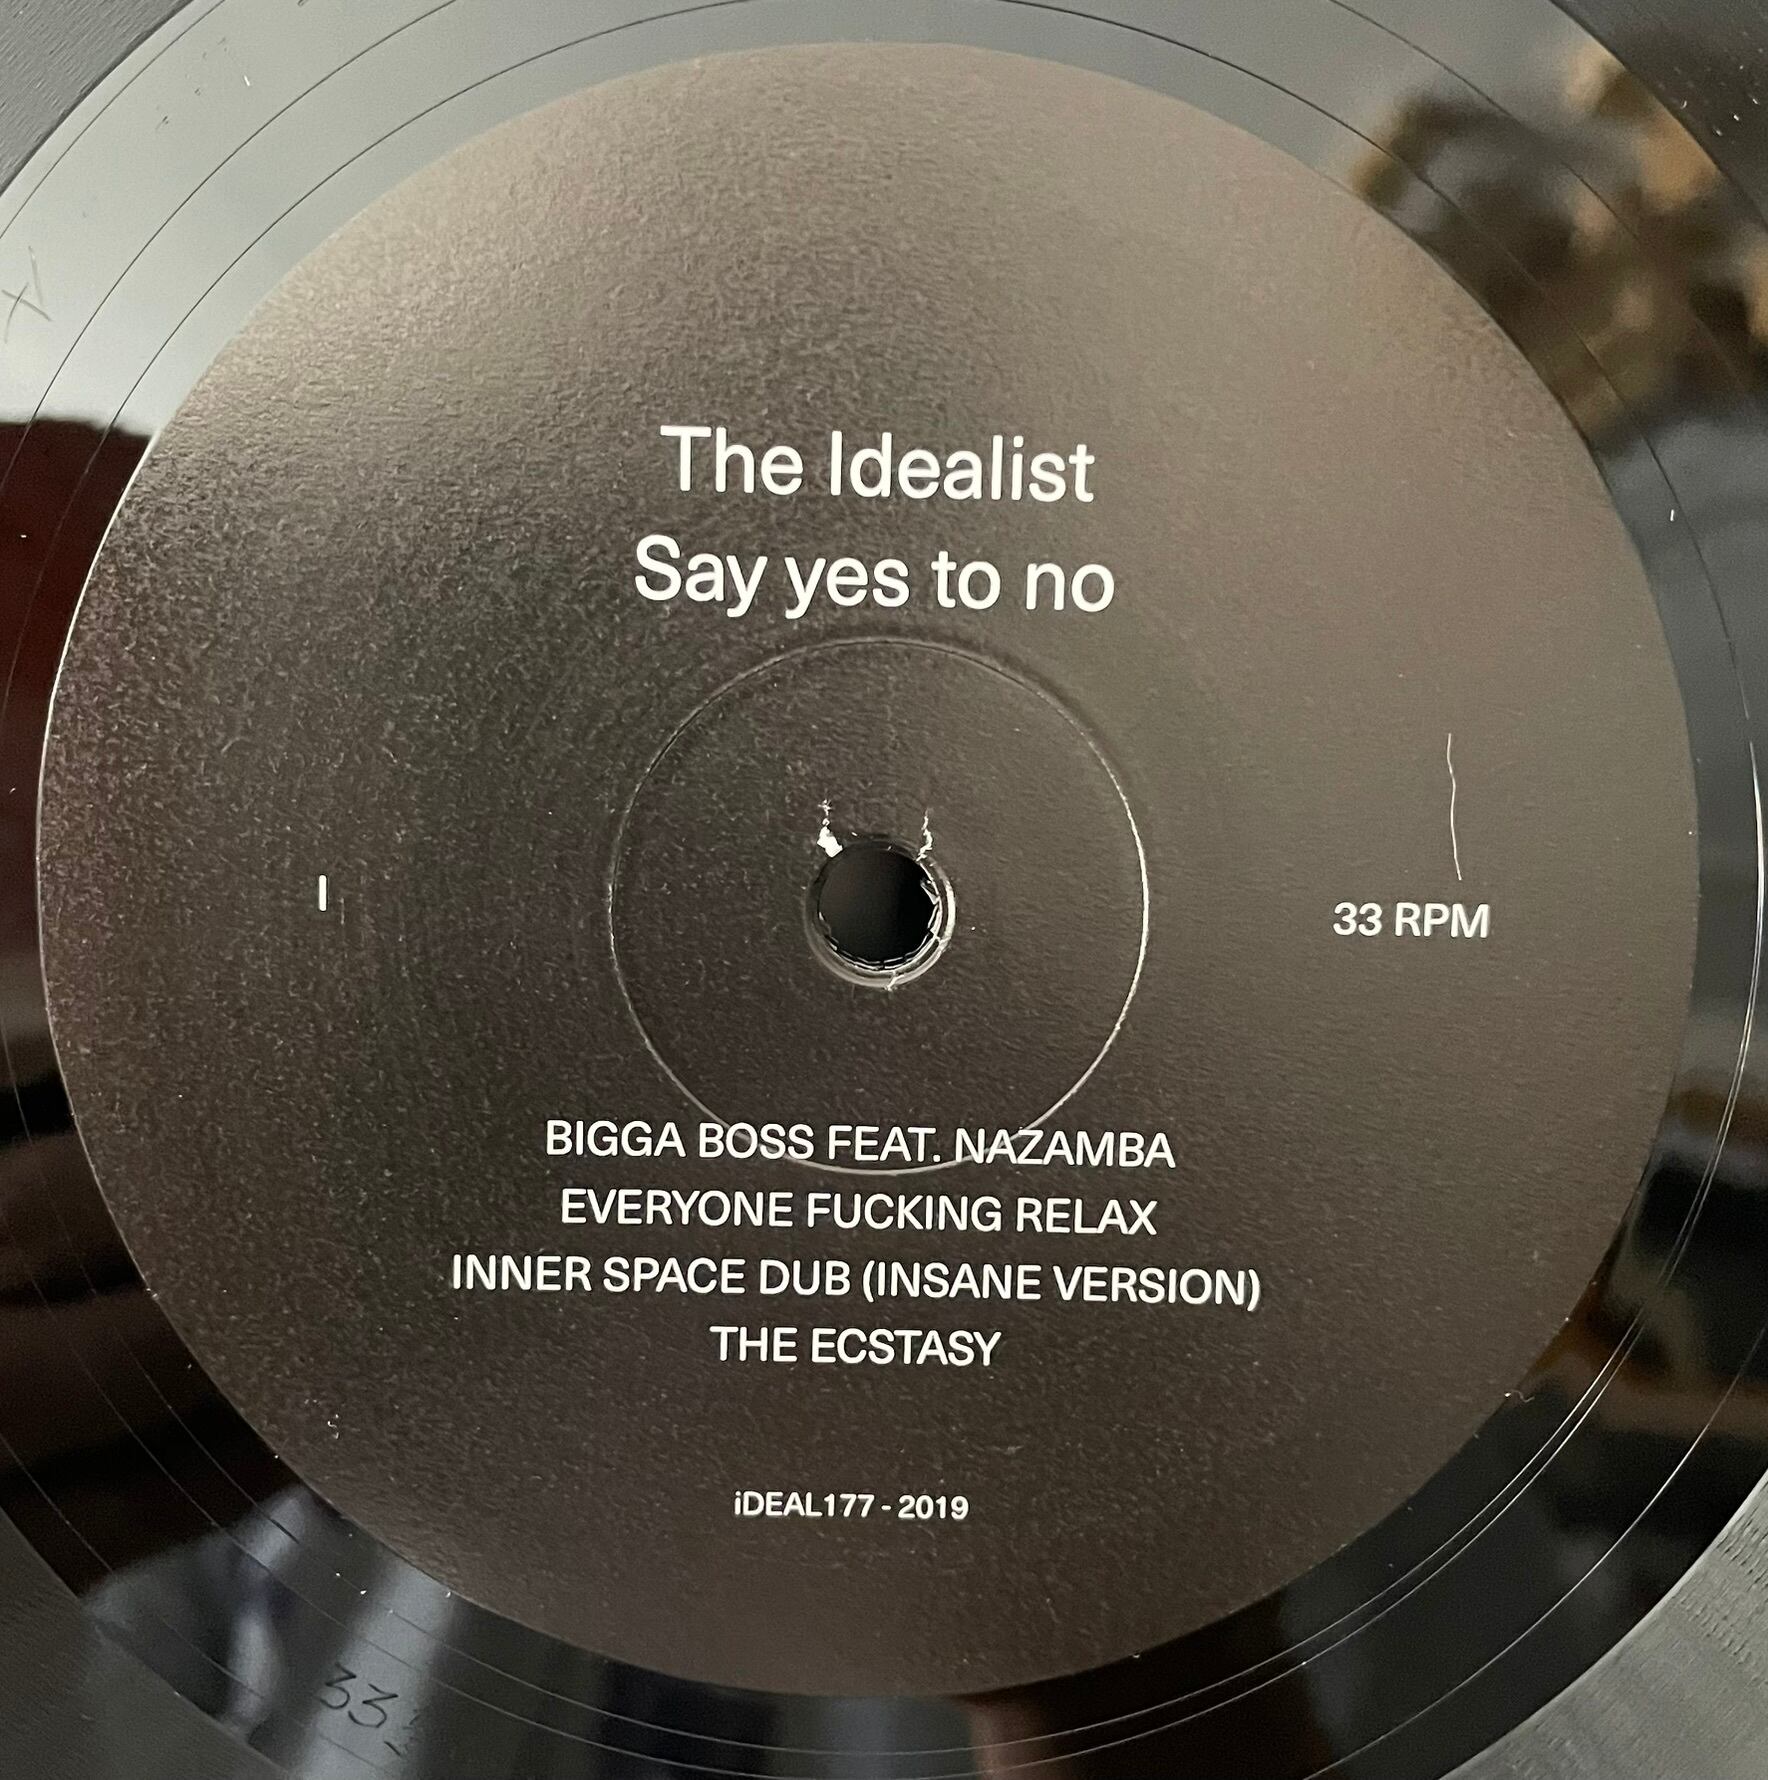 The Idealist
Say yes to no
I
33 RPM
BIGGA BOSS FEAT. NAZAMBA
EVERYONE FUCKING RELAX
INNER SPACE DUB (INSANE VERSION)
THE ECSTASY
iDEAL177 - 2019
33